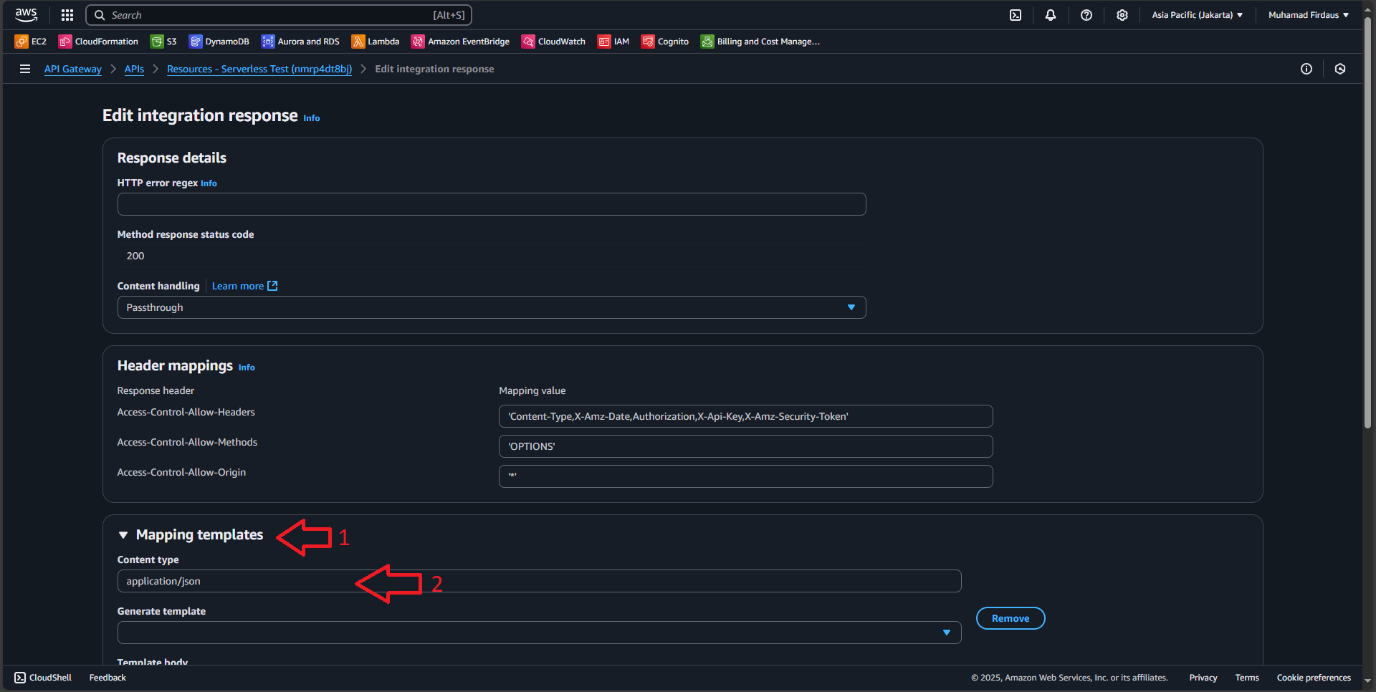 aws Search [Alt+S] Asia Pacific (Jakarta) ▼ Muhamad Firdaus ▼
EC2 CloudFormation S3 DynamoDB Aurora and RDS Lambda Amazon EventBridge CloudWatch IAM Cognito Billing and Cost Manage...
API Gateway > APIs > Resources - Serverless Test (nmrp4dt8bj) > Edit integration response
Edit integration response Info
Response details
HTTP error regex Info
Method response status code
200
Content handling Learn more
Passthrough
Header mappings Info
Response header Mapping value
Access-Control-Allow-Headers 'Content-Type,X-Amz-Date,Authorization,X-Api-Key,X-Amz-Security-Token'
Access-Control-Allow-Methods 'OPTIONS'
Access-Control-Allow-Origin '*'
▼ Mapping templates 1
Content type
application/json 2
Generate template
Remove
Template body
CloudShell Feedback © 2025, Amazon Web Services, Inc. or its affiliates. Privacy Terms Cookie preferences